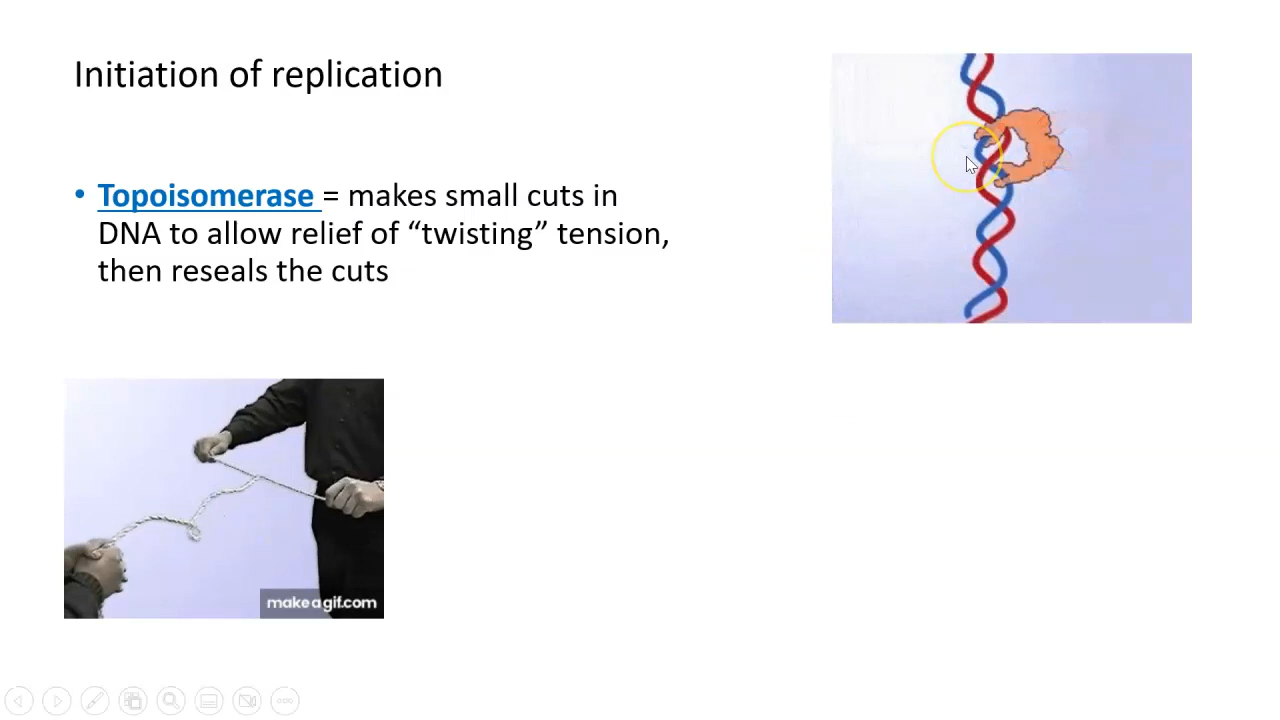 Initiation of replication
• Topoisomerase = makes small cuts in
DNA to allow relief of “twisting” tension,
then reseals the cuts
makeagif.com